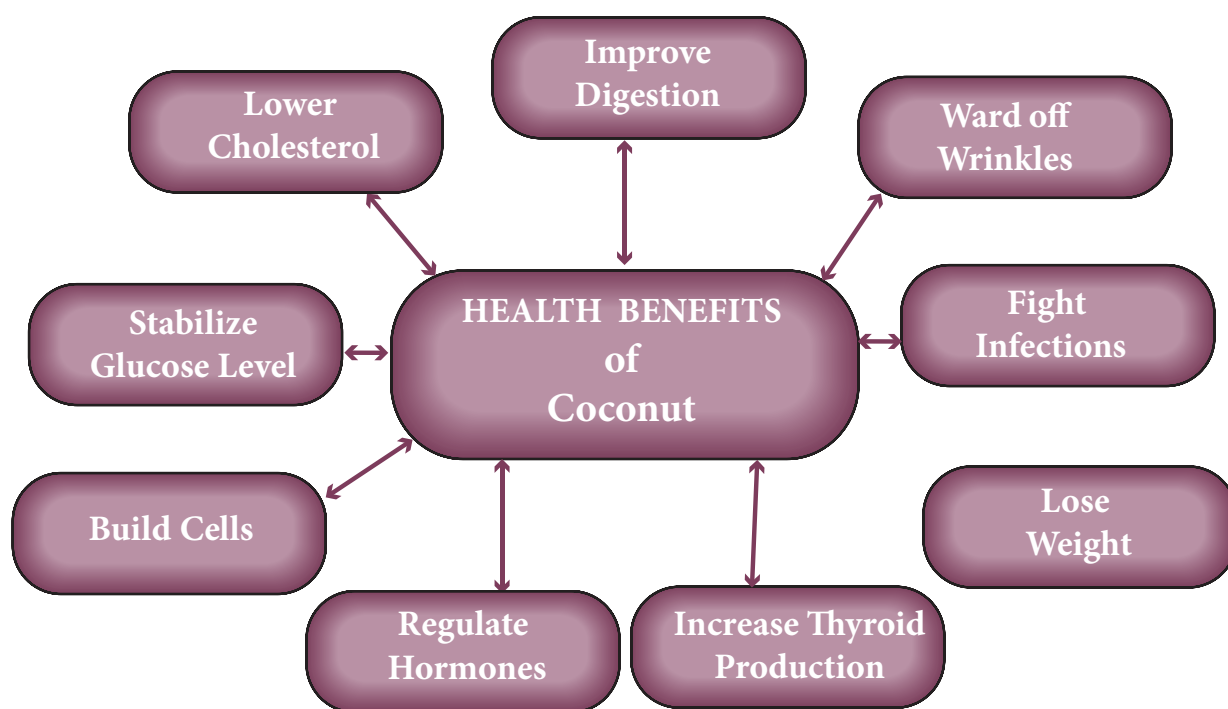 Improve
Digestion
Lower
Cholesterol
Ward off
Wrinkles
HEALTH BENEFITS
of
Coconut
Stabilize
Glucose Level
Fight
Infections
Build Cells
Lose
Weight
Regulate
Hormones
Increase Thyroid
Production